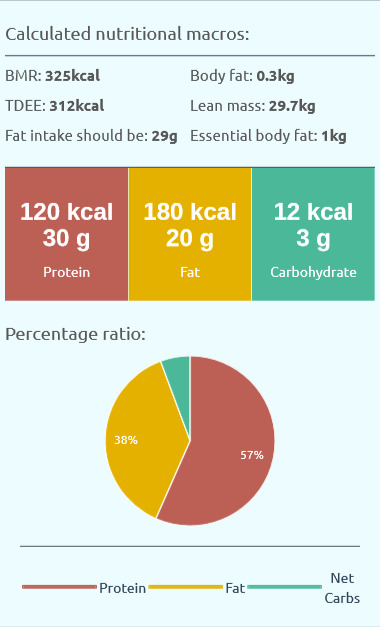 Calculated nutritional macros:
BMR: 325kcal Body fat: 0.3kg
TDEE: 312kcal Lean mass: 29.7kg
Fat intake should be: 29g Essential body fat: 1kg
120 kcal 180 kcal 12 kcal
30 g 20 g 3 g
Protein Fat Carbohydrate
Percentage ratio:
38%
57%
Protein Fat Net Carbs